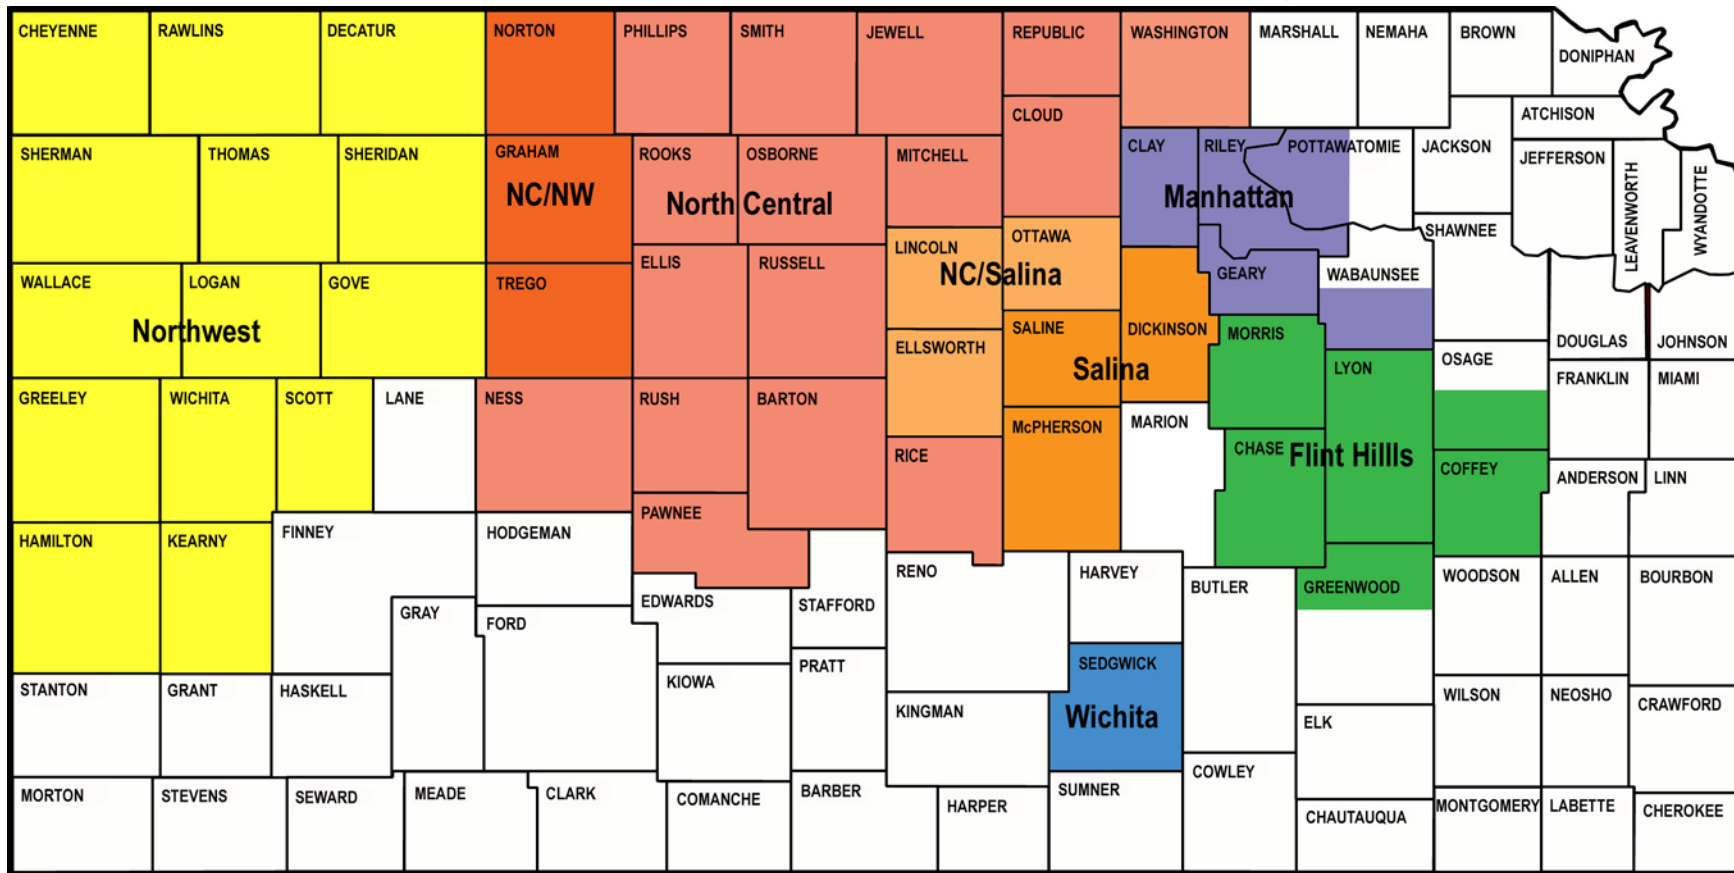 CHEYENNE
RAWLINS
DECATUR
NORTON
PHILLIPS
SMITH
JEWELL
REPUBLIC
WASHINGTON
MARSHALL
NEMAHA
BROWN
DONIPHAN
CLOUD
ATCHISON
SHERMAN
THOMAS
SHERIDAN
GRAHAM
ROOKS
OSBORNE
MITCHELL
CLAY
RILEY
POTTAWATOMIE
JACKSON
JEFFERSON
LEAVENWORTH
WYANDOTTE
NC/NW
North Central
Manhattan
LINCOLN
OTTAWA
SHAWNEE
WALLACE
LOGAN
GOVE
TREGO
ELLIS
RUSSELL
NC/Salina
GEARY
WABAUNSEE
Northwest
ELLSWORTH
SALINE
DICKINSON
MORRIS
DOUGLAS
JOHNSON
OSAGE
LYON
Salina
FRANKLIN
MIAMI
GREELEY
WICHITA
SCOTT
LANE
NESS
RUSH
BARTON
McPHERSON
MARION
RICE
CHASE
Flint Hillls
COFFEY
ANDERSON
LINN
HAMILTON
KEARNY
FINNEY
HODGEMAN
PAWNEE
RENO
HARVEY
BUTLER
GREENWOOD
WOODSON
ALLEN
BOURBON
GRAY
FORD
EDWARDS
STAFFORD
STANTON
GRANT
HASKELL
KIOWA
PRATT
KINGMAN
SEDGWICK
Wichita
ELK
WILSON
NEOSHO
CRAWFORD
MORTON
STEVENS
SEWARD
MEADE
CLARK
COMANCHE
BARBER
HARPER
SUMNER
COWLEY
CHAUTAUQUA
MONTGOMERY
LABETTE
CHEROKEE